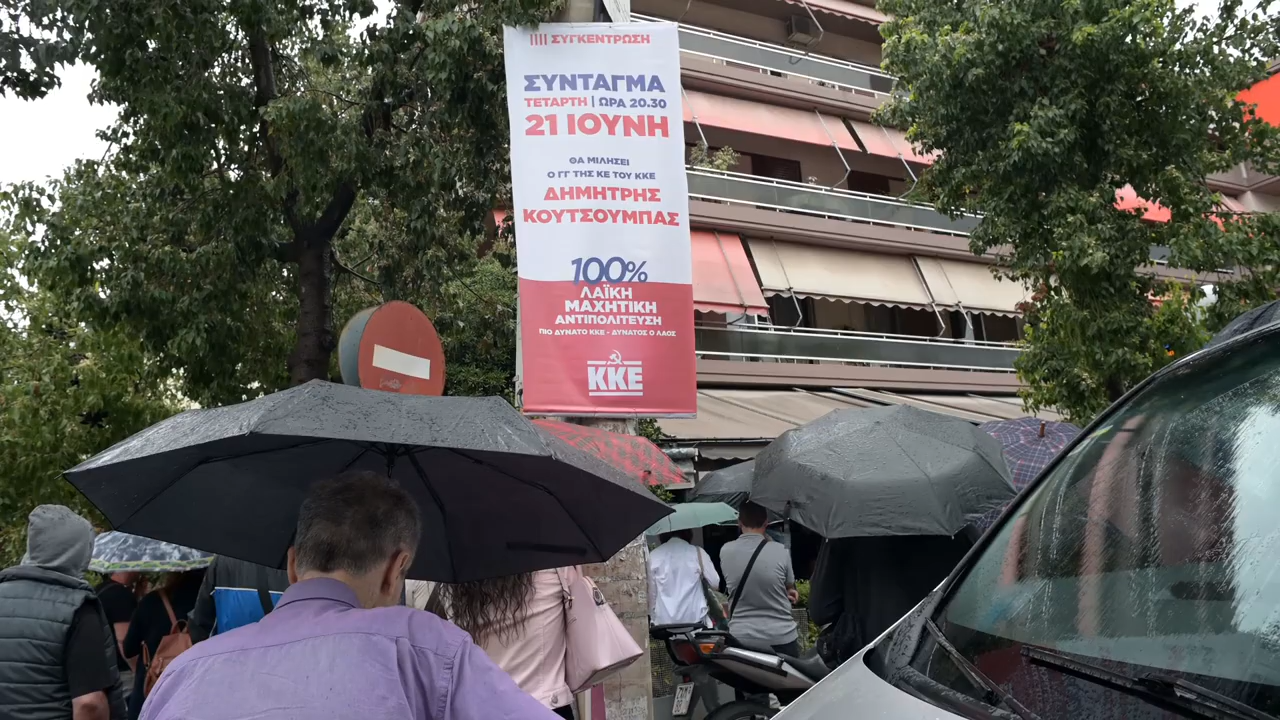 ΣΥΓΚΕΝΤΡΩΣΗ
ΣΥΝΤΑΓΜΑ
ΤΕΤΑΡΤΗ | ΩΡΑ 20.30
21 ΙΟΥΝΗ
ΘΑ ΜΙΛΗΣΕΙ
Ο ΓΓ ΤΗΣ ΚΕ ΤΟΥ ΚΚΕ
ΔΗΜΗΤΡΗΣ
ΚΟΥΤΣΟΥΜΠΑΣ
100%
ΛΑΪΚΗ
ΜΑΧΗΤΙΚΗ
ΑΝΤΙΠΟΛΙΤΕΥΣΗ
ΠΙΟ ΔΥΝΑΤΟ ΚΚΕ - ΔΥΝΑΤΟΣ Ο ΛΑΟΣ
ΚΚΕ